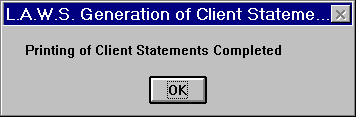 L.A.W.S. Generation of Client Stateme...
Printing of Client Statements Completed
OK